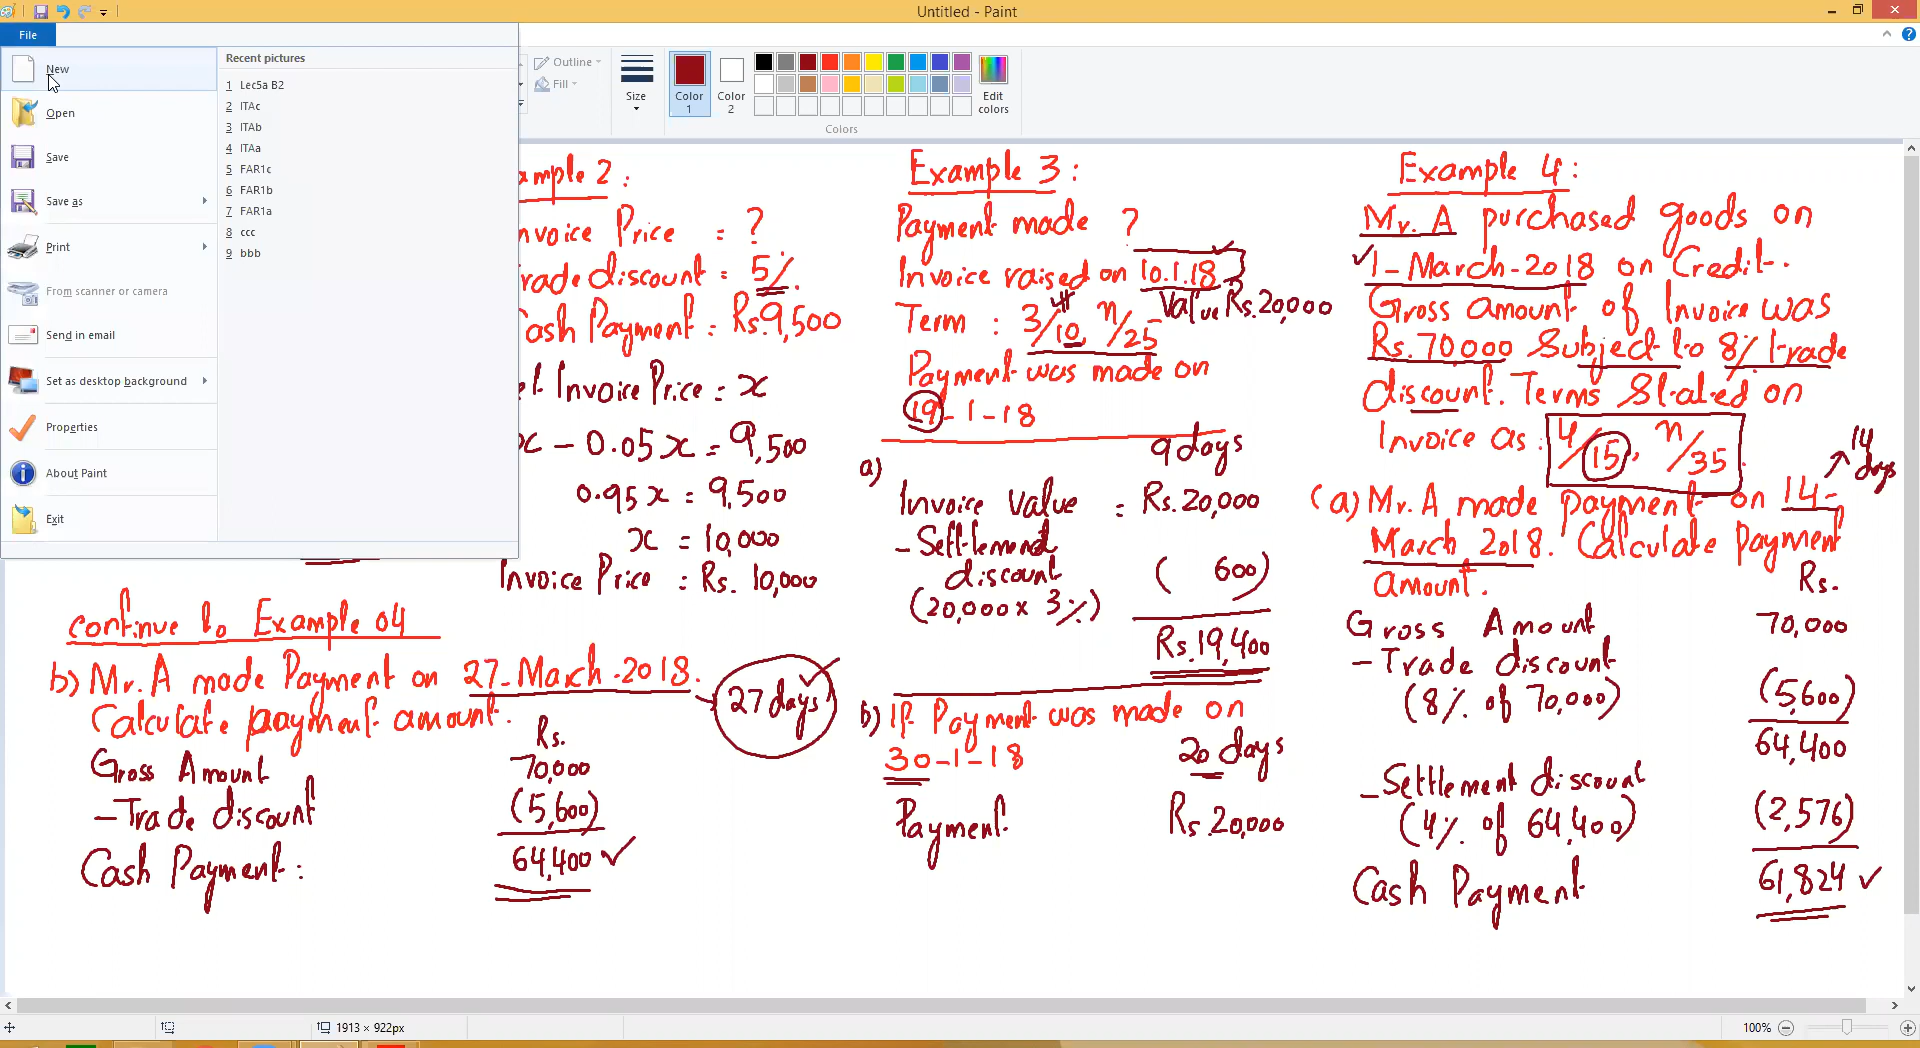 Untitled - Paint
File
New
Open
Save
Save as
Print
From scanner or camera
Send in email
Set as desktop background
Properties
About Paint
Exit
Recent pictures
1 Lec5a B2
2 ITAc
3 ITAb
4 ITAa
5 FAR1c
6 FAR1b
7 FAR1a
8 ccc
9 bbb
Outline
Fill
Size
Color 1
Color 2
Edit colors
Colors
ample 2:
nvoice Price = ?
rade discount = 5%.
Cash Payment = Rs.9,500
et Invoice Price = x
x - 0.05x = 9,500
0.95x = 9,500
x = 10,000
Invoice Price = Rs. 10,000
continue to Example 04
b) Mr. A made Payment on 27-March-2018.
27 days
Calculate payment amount.
Rs.
Gross Amount 70,000
- Trade discount (5,600)
Cash Payment: 64,400
Example 3:
Payment made ?
Invoice raised on 10.1.18
Value Rs.20,000
Term : 3/10, n/25
Payment was made on
19-1-18
9 days
a)
Invoice Value = Rs.20,000
- Settlement
discount (600)
(20,000 x 3%)
Rs.19,400
b) If Payment was made on
30-1-18 20 days
Payment Rs.20,000
Example 4:
Mr. A purchased goods on
1-March-2018 on Credit.
Gross amount of Invoice was
Rs.70,000 Subject to 8% trade
discount. Terms Stated on
Invoice as: 4/15, n/35
14 days
(a) Mr. A made payment on 14-
March 2018. Calculate Payment
amount.
Rs.
Gross Amount 70,000
- Trade discount
(8% of 70,000) (5,600)
64,400
- Settlement discount
(4% of 64,400) (2,576)
Cash Payment 61,824
1913 × 922px
100%